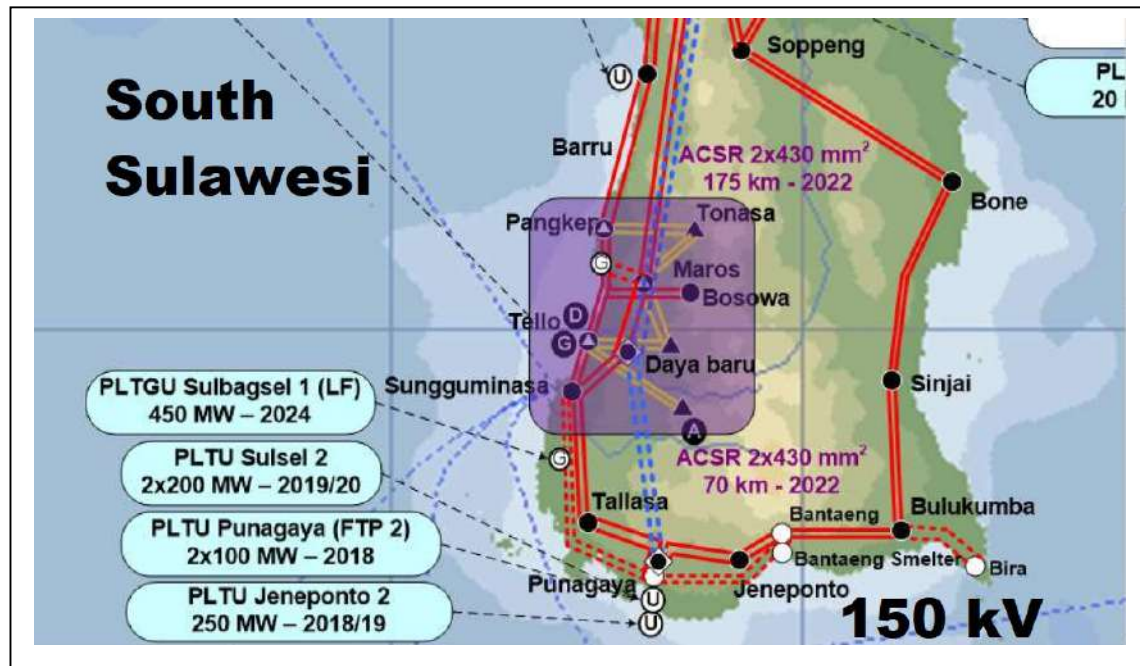 South
Sulawesi
U
Soppeng
PL
20
Barru
ACSR 2x430 mm²
175 km - 2022
Bone
Pangkep
Tonasa
G
Maros
Bosowa
D
Tello
G
Daya baru
Sungguminasa
Sinjai
A
PLTGU Sulbagsel 1 (LF)
450 MW – 2024
G
ACSR 2x430 mm²
70 km - 2022
PLTU Sulsel 2
2x200 MW – 2019/20
Tallasa
Bantaeng
Bulukumba
PLTU Punagaya (FTP 2)
2x100 MW – 2018
Bantaeng Smelter
Bira
Punagaya
Jeneponto
PLTU Jeneponto 2
250 MW – 2018/19
U
U
150 kV